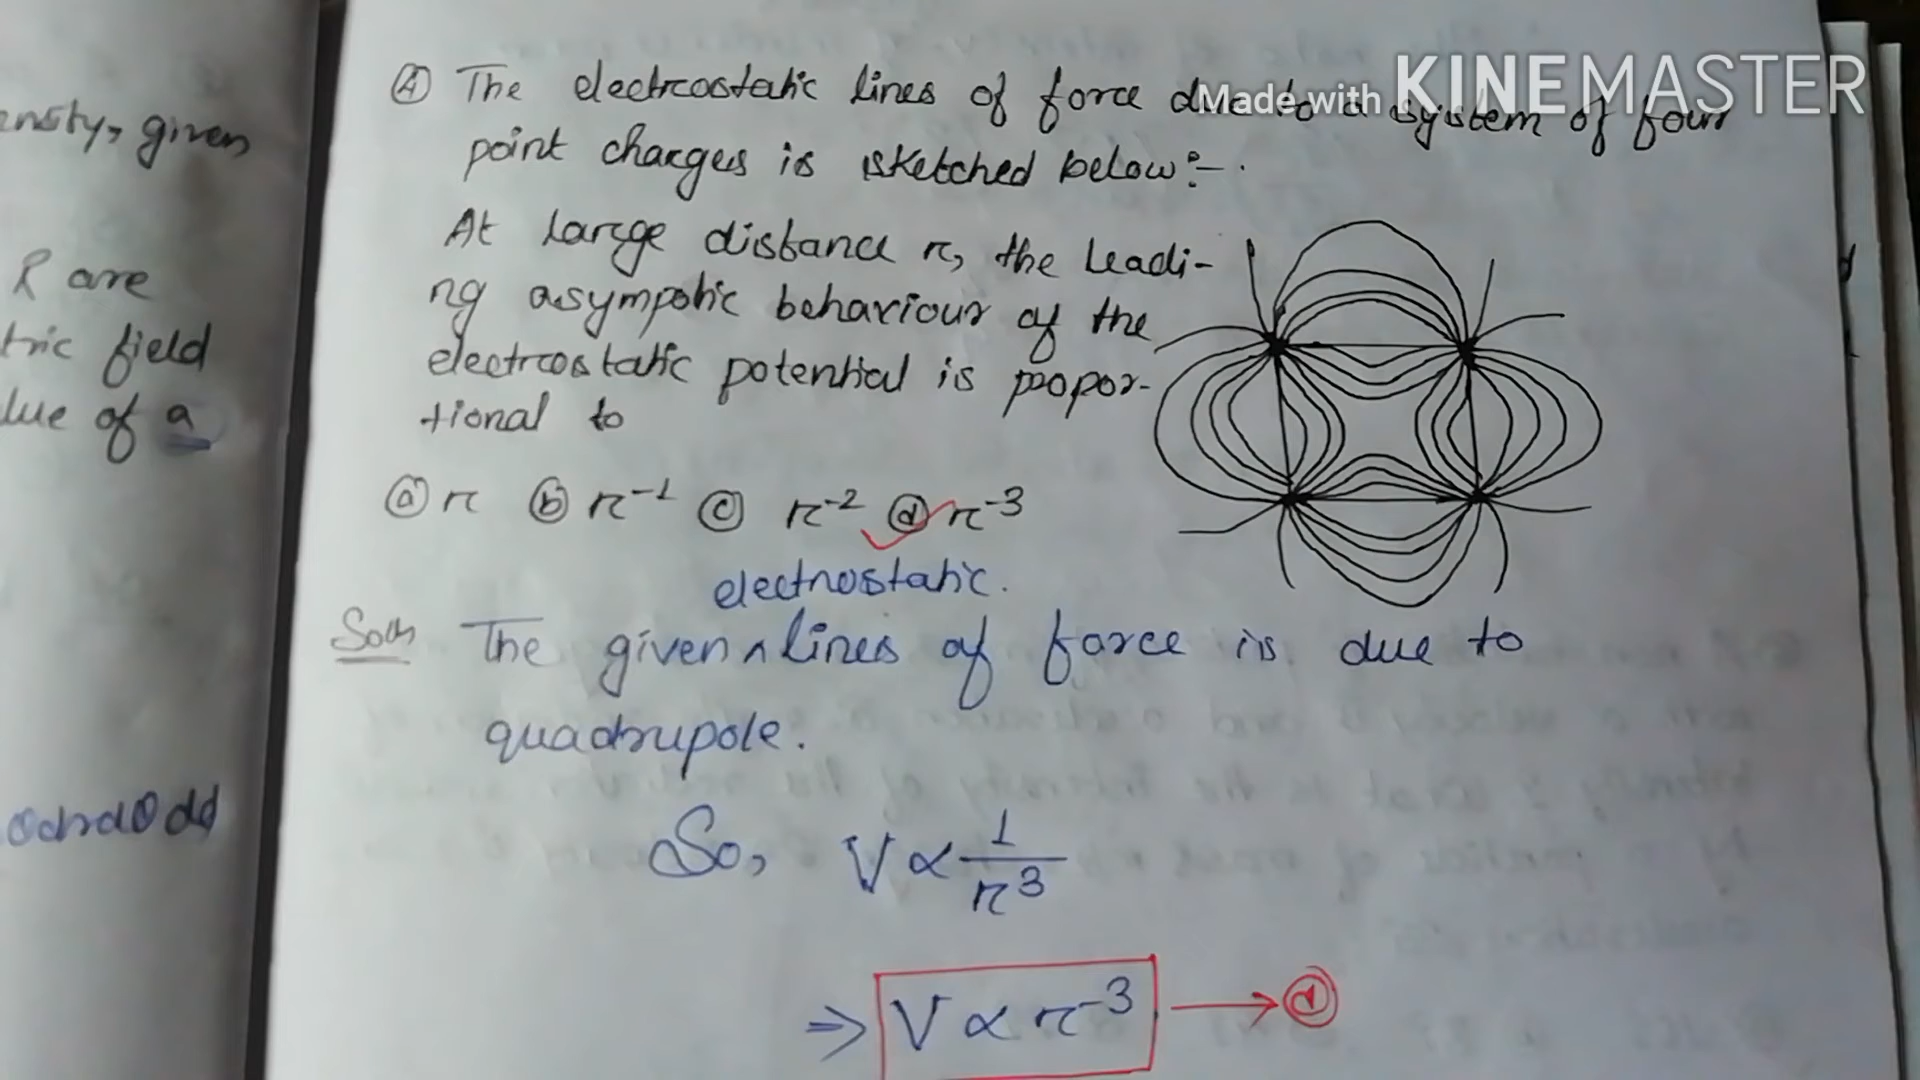 Made with KINEMASTER
Ⓐ The electrostatic lines of force due to a system of four
point charges is sketched below:-.
At large distance r, the leadi-
ng asympotic behaviour of the
electrostatic potential is propor-
tional to
ⓐ r ⓑ r⁻¹ ⓒ r⁻² ⓓ r⁻³
electrostatic.
Soln The given ∧ lines of force is due to
quadrupole.
So, V ∝ 1/r³
⇒ V ∝ r⁻³ → ⓓ
ensity, given
R are
tric field
lue of a